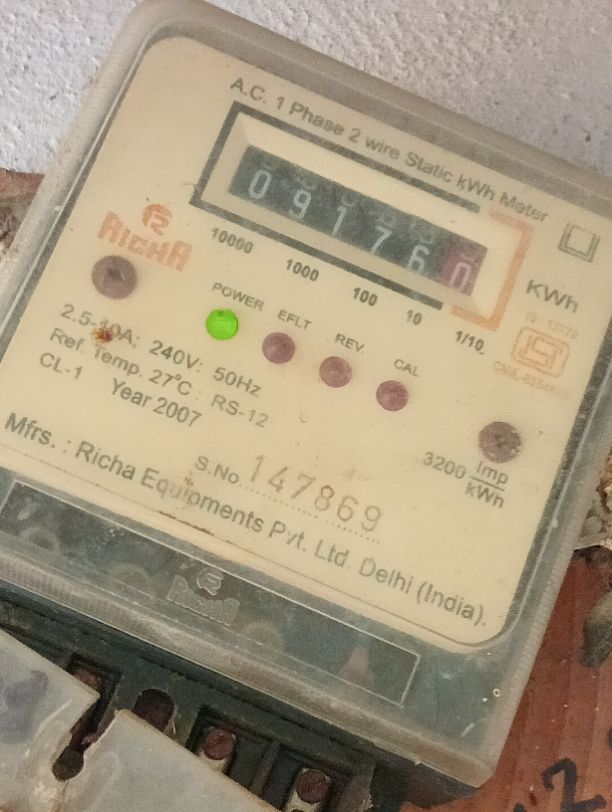 A.C. 1 Phase 2 wire Static kWh Meter
091760
10000 1000 100 10 1/10
KWh
RICHA
POWER EFLT REV. CAL
2.5-10A: 240V: 50Hz
Ref. Temp. 27°C: RS-12
CL-1 Year 2007
3200 Imp
kWh
S.No. 147869
Mfrs. : Richa Equipments Pvt. Ltd. Delhi (India).
RICHA
2